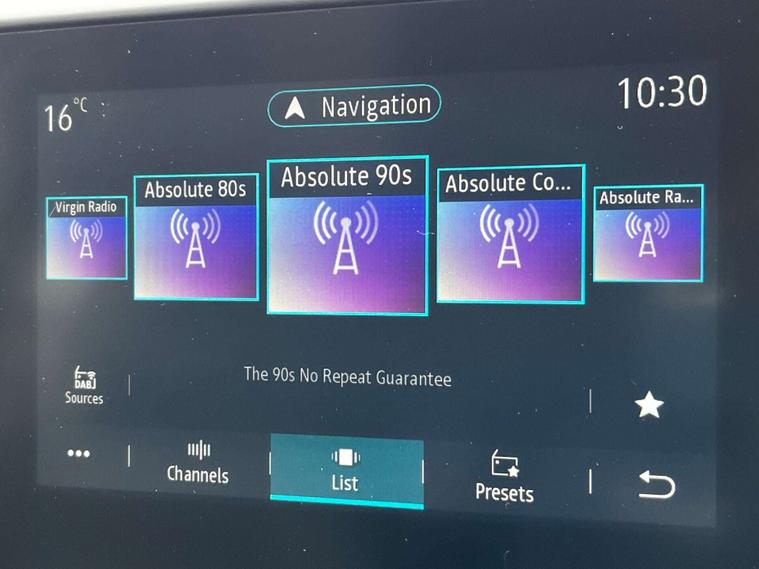 16°C
Navigation
10:30
Virgin Radio
Absolute 80s
Absolute 90s
Absolute Co...
Absolute Ra...
The 90s No Repeat Guarantee
DAB
Sources
Channels
List
Presets